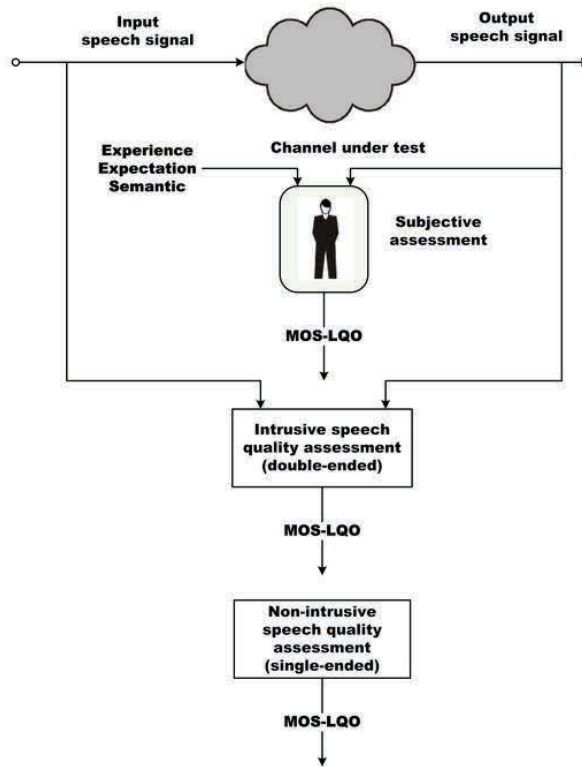 Input
speech signal
Output
speech signal
Experience
Expectation
Semantic
Channel under test
Subjective
assessment
MOS-LQO
Intrusive speech
quality assessment
(double-ended)
MOS-LQO
Non-intrusive
speech quality
assessment
(single-ended)
MOS-LQO